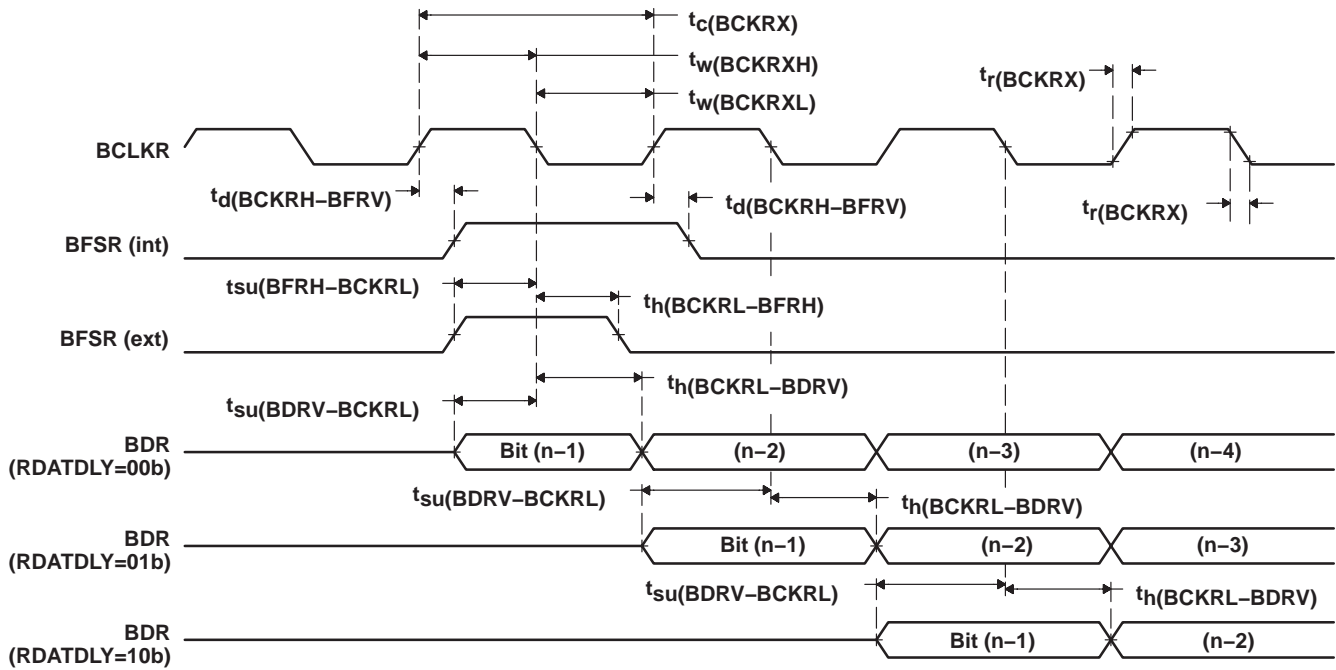 tc(BCKRX)
tw(BCKRXH)
tr(BCKRX)
tw(BCKRXL)
BCLKR
td(BCKRH–BFRV)
td(BCKRH–BFRV)
tr(BCKRX)
BFSR (int)
tsu(BFRH–BCKRL)
th(BCKRL–BFRH)
BFSR (ext)
th(BCKRL–BDRV)
tsu(BDRV–BCKRL)
BDR
(RDATDLY=00b)
Bit (n–1)
(n–2)
(n–3)
(n–4)
tsu(BDRV–BCKRL)
th(BCKRL–BDRV)
BDR
(RDATDLY=01b)
Bit (n–1)
(n–2)
(n–3)
tsu(BDRV–BCKRL)
th(BCKRL–BDRV)
BDR
(RDATDLY=10b)
Bit (n–1)
(n–2)